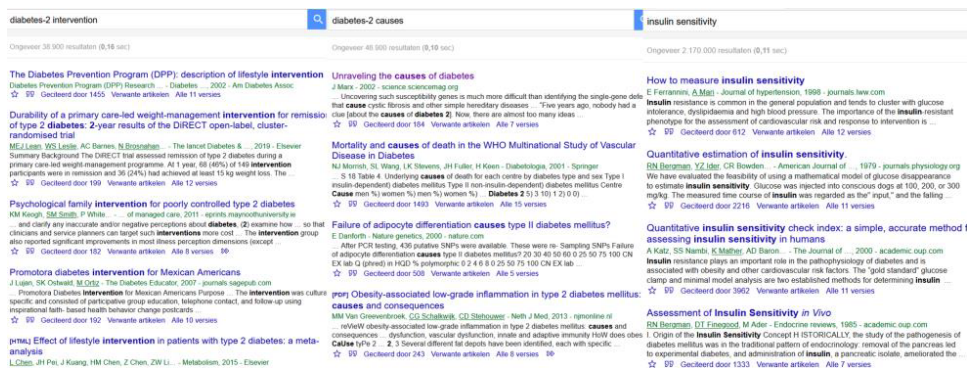 diabetes-2 intervention
Ongeveer 38 900 resultaten (0,16 sec)
The Diabetes Prevention Program (DPP): description of lifestyle intervention
Diabetes Prevention Program (DPP) Research ... - Diabetes ..., 2002 - Am Diabetes Assoc
Geciteerd door 1455 Verwante artikelen Alle 11 versies
Durability of a primary care-led weight-management intervention for remission
of type 2 diabetes: 2-year results of the DiRECT open-label, cluster-
randomised trial
MEJ Lean, WS Leslie, AC Barnes, N Brosnahan... - The lancet Diabetes & ..., 2019 - Elsevier
Summary Background The DiRECT trial assessed remission of type 2 diabetes during a
primary care-led weight-management programme. At 1 year, 68 (46%) of 149 intervention
participants were in remission and 36 (24%) had achieved at least 15 kg weight loss. The ...
Geciteerd door 199 Verwante artikelen Alle 12 versies
Psychological family intervention for poorly controlled type 2 diabetes
KM Keogh, SM Smith, P White... - ... of managed care, 2011 - eprints.maynoothuniversity.ie
... and clarify any inaccurate and/or negative perceptions about diabetes, (2) examine how ... so that
clinicians and service planners can target such interventions more cost ... The intervention group
also reported significant improvements in most illness perception dimensions (except ...
Geciteerd door 182 Verwante artikelen Alle 8 versies
Promotora diabetes intervention for Mexican Americans
J Lujan, SK Ostwald, M Ortiz - The Diabetes Educator, 2007 - journals.sagepub.com
... Promotora Diabetes Intervention for Mexican Americans Purpose ... The intervention was culture
specific and consisted of participative group education, telephone contact, and follow-up using
inspirational faith- based health behavior change postcards ...
Geciteerd door 192 Verwante artikelen Alle 10 versies
[HTML] Effect of lifestyle intervention in patients with type 2 diabetes: a meta-
analysis
L Chen, JH Pei, J Kuang, HM Chen, Z Chen, ZW Li... - Metabolism, 2015 - Elsevier
diabetes-2 causes
Ongeveer 46 900 resultaten (0,10 sec)
Unraveling the causes of diabetes
J Marx - 2002 - science.sciencemag.org
... Uncovering such susceptibility genes is much more difficult than identifying the single-gene defe
that cause cystic fibrosis and other simple hereditary diseases ... "Five years ago, nobody had a
clue [about the causes of diabetes 2]. Now, there are almost too many ideas ...
Geciteerd door 184 Verwante artikelen Alle 7 versies
Mortality and causes of death in the WHO Multinational Study of Vascular
Disease in Diabetes
NJ Morrish, SL Wang, LK Stevens, JH Fuller, H Keen - Diabetologia, 2001 - Springer
... S 18 Table 4. Underlying causes of death for each centre by diabetes type and sex Type I
insulin-dependent) diabetes mellitus Type II non-insulin-dependent) diabetes mellitus Centre
Cause men %) women %) men %) women %) ... Diabetes 2 5) 3 10) 1 2) 0 0) ...
Geciteerd door 1493 Verwante artikelen Alle 15 versies
Failure of adipocyte differentiation causes type II diabetes mellitus?
E Danforth - Nature genetics, 2000 - nature.com
... After PCR testing, 436 putative SNPs were available. These were re- Sampling SNPs Failure
of adipocyte differentiation causes type II diabetes mellitus? 20 30 40 50 60 0 25 50 75 100 CN
EX lab G (phred) in HQD % polymorphic 0 2 4 6 8 0 25 50 75 100 CN EX lab ...
Geciteerd door 508 Verwante artikelen Alle 5 versies
[PDF] Obesity-associated low-grade inflammation in type 2 diabetes mellitus:
causes and consequences
MM Van Greevenbroek, CG Schalkwijk, CD Stehouwer - Neth J Med, 2013 - njmonline.nl
... reVieW obesity-associated low-grade inflammation in type 2 diabetes mellitus: causes and
consequences ... dysfunction, vascular dysfunction, innate and adaptive immunity HoW does obes
CaUse tyPe 2 ... 2, 3 Several different fat depots have been identified, each with specific ...
Geciteerd door 243 Verwante artikelen Alle 8 versies
insulin sensitivity
Ongeveer 2 170 000 resultaten (0,11 sec)
How to measure insulin sensitivity
E Ferrannini, A Mari - Journal of hypertension, 1998 - journals.lww.com
Insulin resistance is common in the general population and tends to cluster with glucose
intolerance, dyslipidaemia and high blood pressure. The importance of the insulin-resistant
phenotype for the assessment of cardiovascular risk and response to intervention is ...
Geciteerd door 612 Verwante artikelen Alle 12 versies
Quantitative estimation of insulin sensitivity.
RN Bergman, YZ Ider, CR Bowden... - American Journal of ..., 1979 - journals.physiology.org
We have evaluated the feasibility of using a mathematical model of glucose disappearance
to estimate insulin sensitivity. Glucose was injected into conscious dogs at 100, 200, or 300
mg/kg. The measured time course of insulin was regarded as the" input," and the falling ...
Geciteerd door 2216 Verwante artikelen Alle 11 versies
Quantitative insulin sensitivity check index: a simple, accurate method f
assessing insulin sensitivity in humans
A Katz, SS Nambi, K Mather, AD Baron... - The Journal of ..., 2000 - academic.oup.com
Insulin resistance plays an important role in the pathophysiology of diabetes and is
associated with obesity and other cardiovascular risk factors. The "gold standard" glucose
clamp and minimal model analysis are two established methods for determining insulin ...
Geciteerd door 3962 Verwante artikelen Alle 11 versies
Assessment of Insulin Sensitivity in Vivo
RN Bergman, DT Finegood, M Ader - Endocrine reviews, 1985 - academic.oup.com
I. Origin of the Insulin Sensitivity Concept HISTORICALLY, the study of the pathogenesis of
diabetes mellitus was in the traditional pattern of endocrinology: removal of the pancreas led
to experimental diabetes, and administration of insulin, a pancreatic isolate, ameliorated the ...
Geciteerd door 1333 Verwante artikelen Alle 7 versies